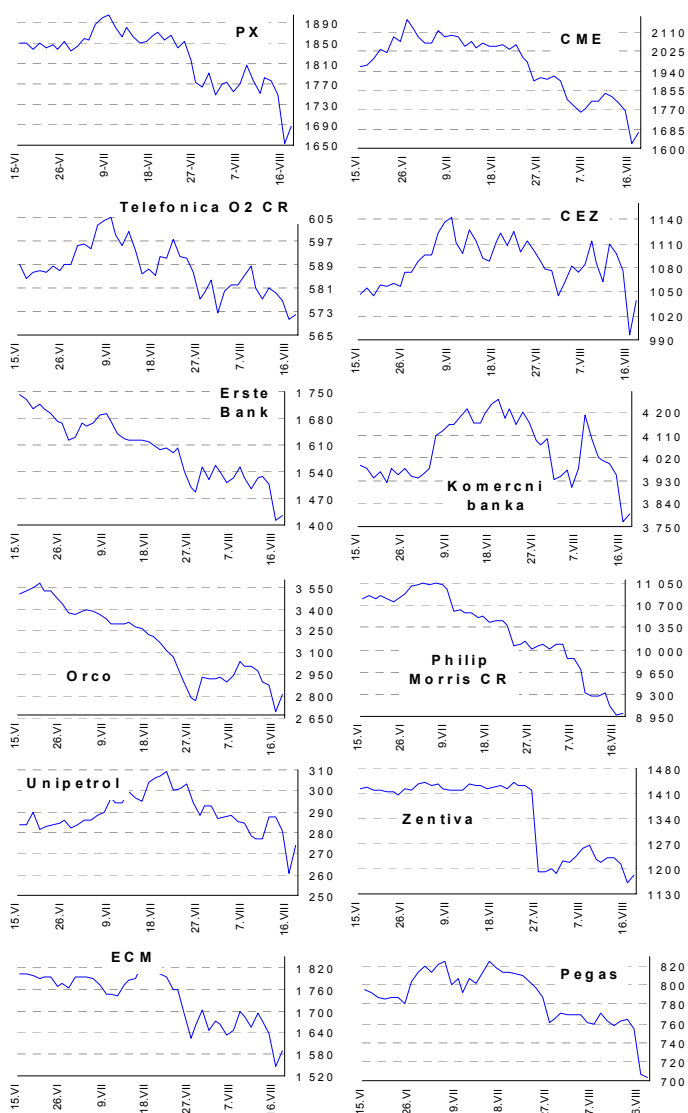 PX
1890
1850
1810
1770
1730
1690
1650
15-VI
26-VI
9-VII
18-VII
27-VII
7-VIII
16-VIII
CME
2110
2025
1940
1855
1770
1685
1600
15.VI
26.VI
9.VII
18.VII
27.VII
7.VIII
16.VIII
Telefonica O2 CR
605
597
589
581
573
565
15.VI
26.VI
9.VII
18.VII
27.VII
7.VIII
16.VIII
CEZ
1140
1110
1080
1050
1020
990
15.VI
26.VI
9.VII
18.VII
27.VII
7.VIII
16.VIII
Erste
Bank
1 750
1 680
1 610
1 540
1 470
1 400
15.VI
26.VI
9.VII
18.VII
27.VII
7.VIII
16.VIII
Komercni
banka
4 200
4 110
4 020
3 930
3 840
3 750
15.VI
26.VI
9.VII
18.VII
27.VII
7.VIII
16.VIII
Orco
3 550
3 400
3 250
3 100
2 950
2 800
2 650
15.VI
26.VI
9.VII
18.VII
27.VII
7.VIII
16.VIII
Philip
Morris CR
11 050
10 700
10 350
10 000
9 650
9 300
8 950
15.VI
26.VI
9.VII
18.VII
27.VII
7.VIII
16.VIII
Unipetrol
310
300
290
280
270
260
250
15.VI
26.VI
9.VII
18.VII
27.VII
7.VIII
16.VIII
Zentiva
1480
1410
1340
1270
1200
1130
15.VI
26.VI
9.VII
18.VII
27.VII
7.VIII
16.VIII
ECM
1 820
1 760
1 700
1 640
1 580
1 520
15.VI
26.VI
9.VII
18.VII
27.VII
7.VIII
16.VIII
Pegas
820
800
780
760
740
720
700
15.VI
26.VI
9.VII
18.VII
27.VII
7.VIII
16.VIII